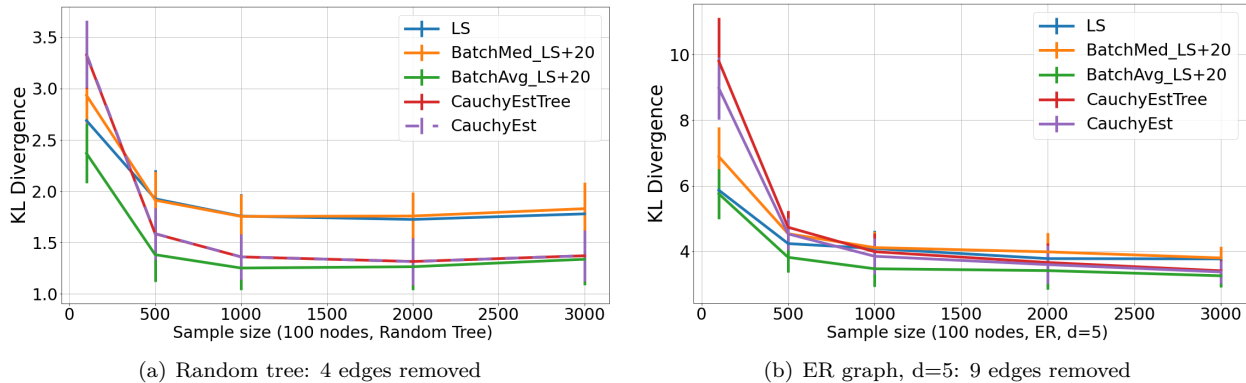 LS
BatchMed_LS+20
BatchAvg_LS+20
CauchyEstTree
CauchyEst
KL Divergence
3.5
3.0
2.5
2.0
1.5
1.0
0 500 1000 1500 2000 2500 3000
Sample size (100 nodes, Random Tree)
(a) Random tree: 4 edges removed
LS
BatchMed_LS+20
BatchAvg_LS+20
CauchyEstTree
CauchyEst
KL Divergence
10
8
6
4
0 500 1000 1500 2000 2500 3000
Sample size (100 nodes, ER, d=5)
(b) ER graph, d=5: 9 edges removed